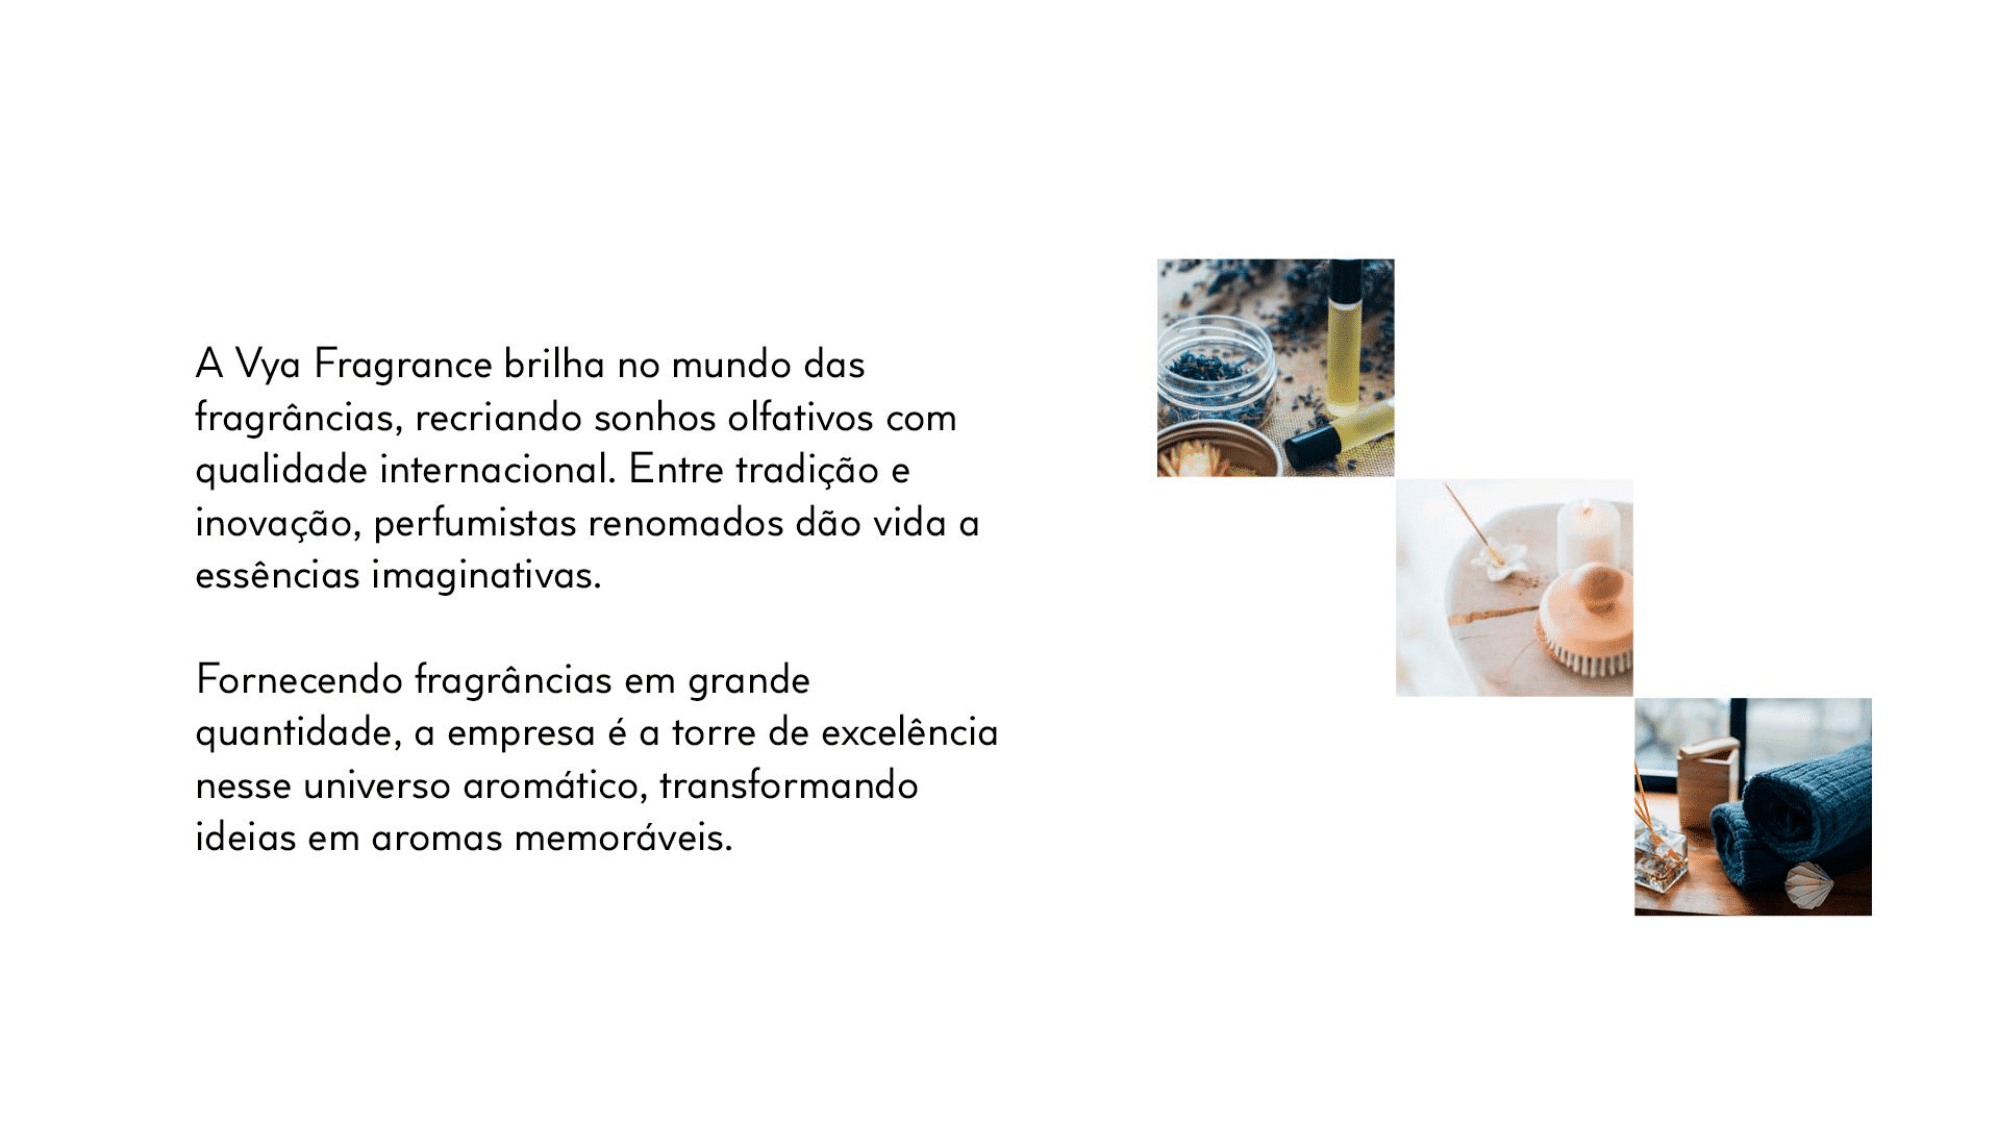 A Vya Fragrance brilha no mundo das
fragrâncias, recriando sonhos olfativos com
qualidade internacional. Entre tradição e
inovação, perfumistas renomados dão vida a
essências imaginativas.
Fornecendo fragrâncias em grande
quantidade, a empresa é a torre de excelência
nesse universo aromático, transformando
ideias em aromas memoráveis.